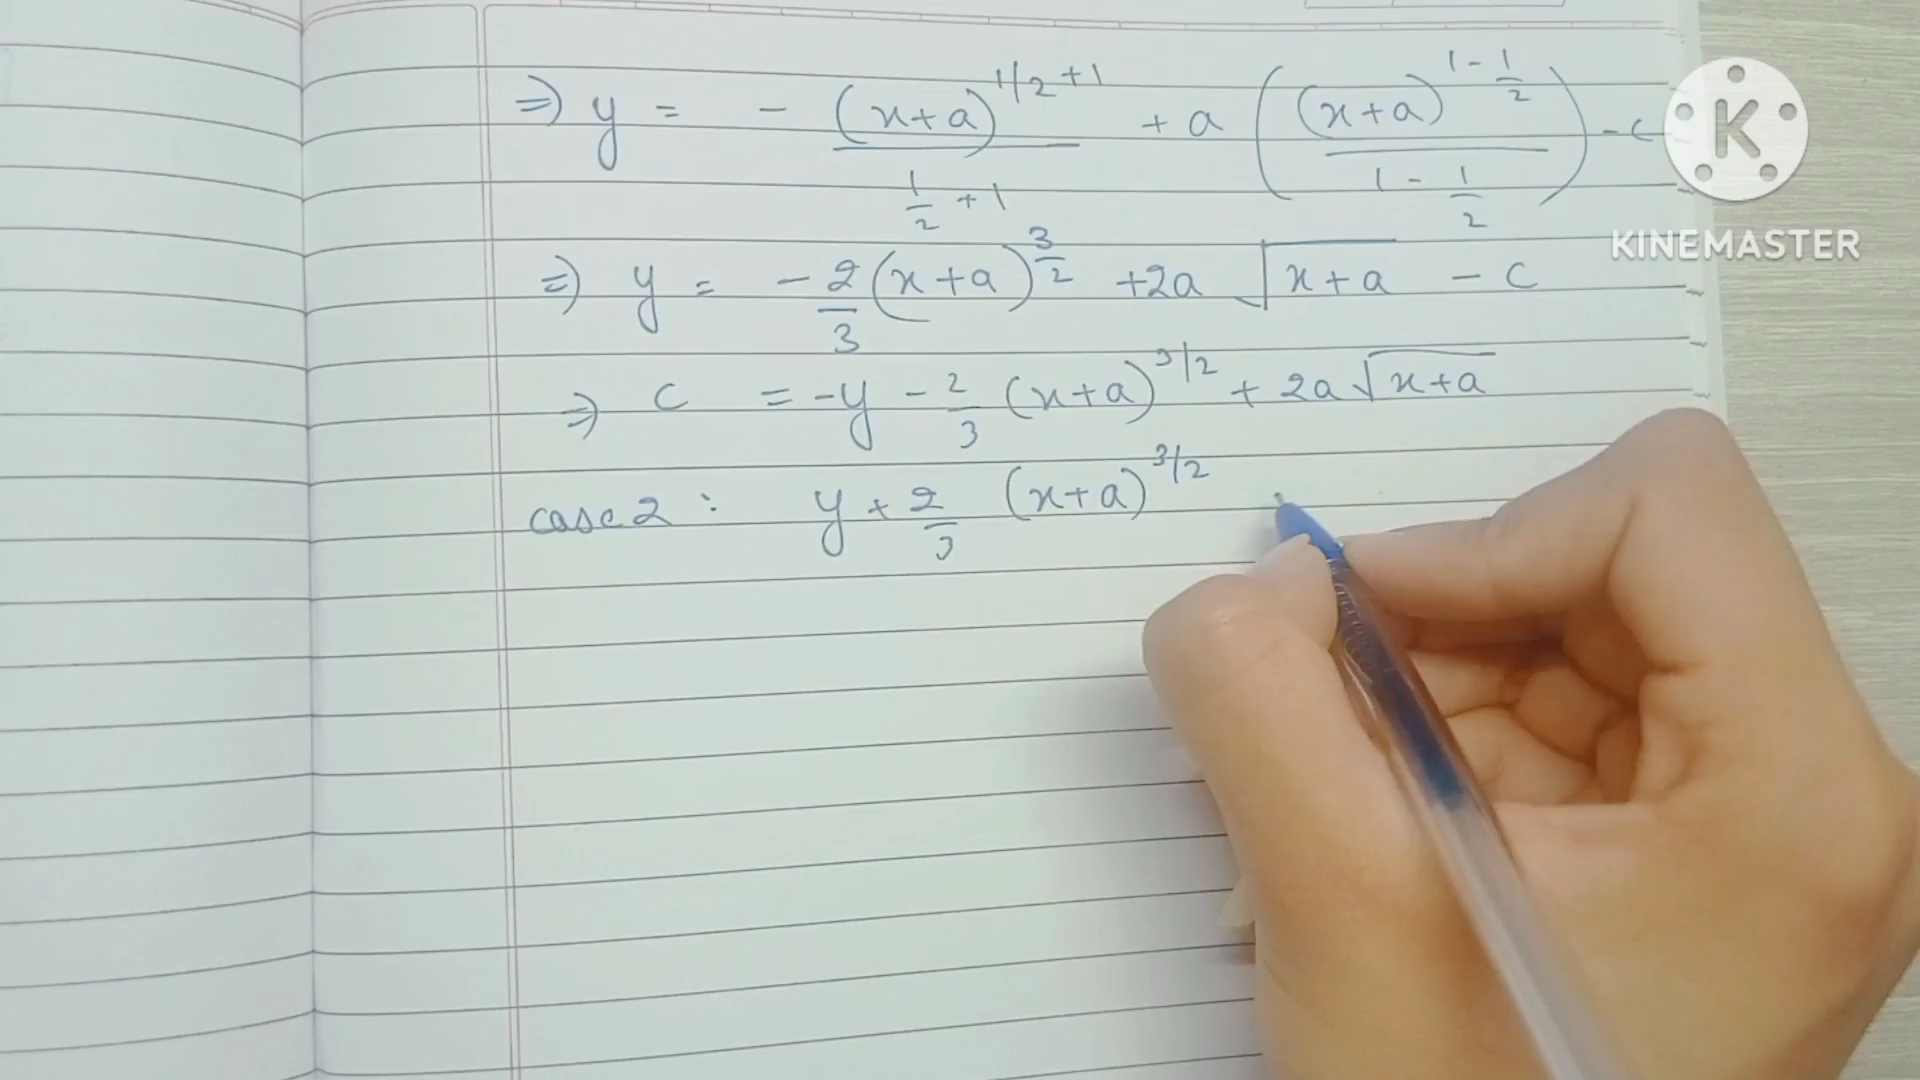 ⇒ y = - (x+a)^{1/2+1} / (1/2 + 1) + a ( (x+a)^{1 - 1/2} / (1 - 1/2) ) - c
⇒ y = - 2/3 (x+a)^{3/2} + 2a √(x+a) - c
⇒ c = -y - 2/3 (x+a)^{3/2} + 2a √(x+a)
case 2 : y + 2/3 (x+a)^{3/2}
K
KINEMASTER